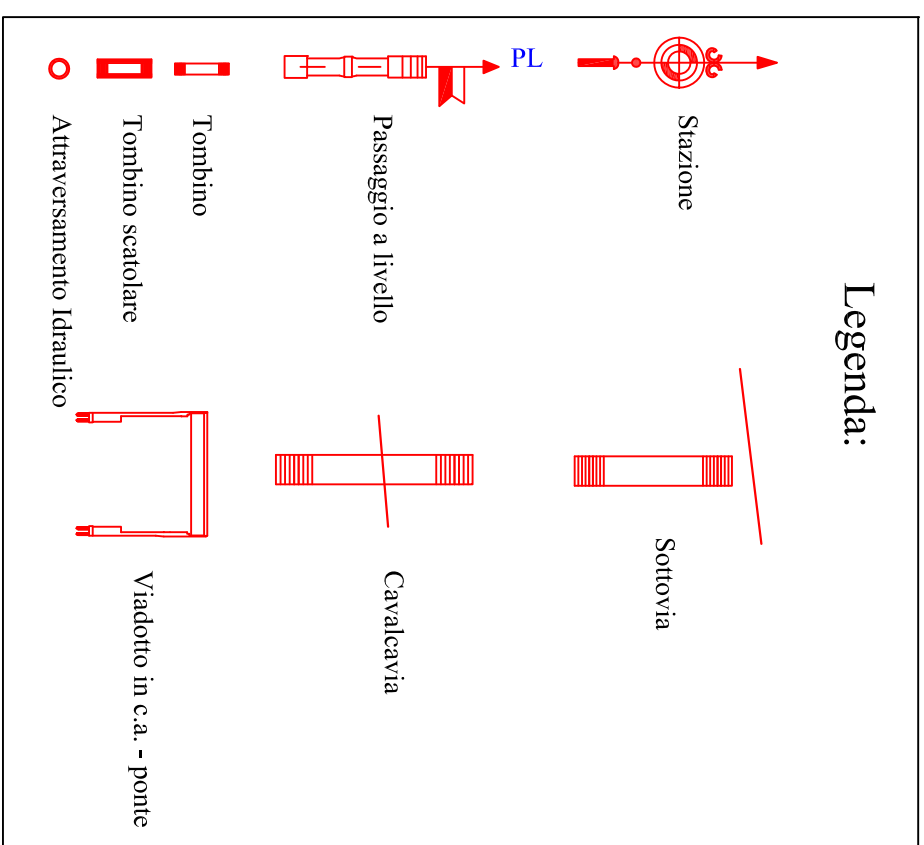 Legenda:
Stazione
PL
Passaggio a livello
Tombino
Tombino scatolare
Attraversamento Idraulico
Sottovia
Cavalcavia
Viadotto in c.a. - ponte